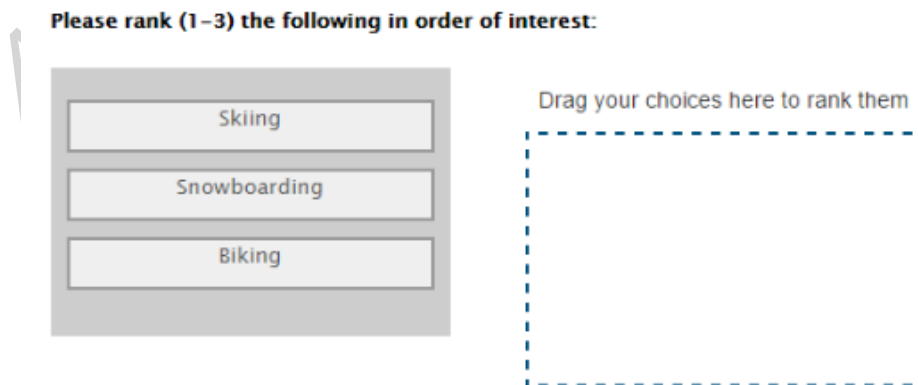 Please rank (1-3) the following in order of interest:
Drag your choices here to rank them
Skiing
Snowboarding
Biking